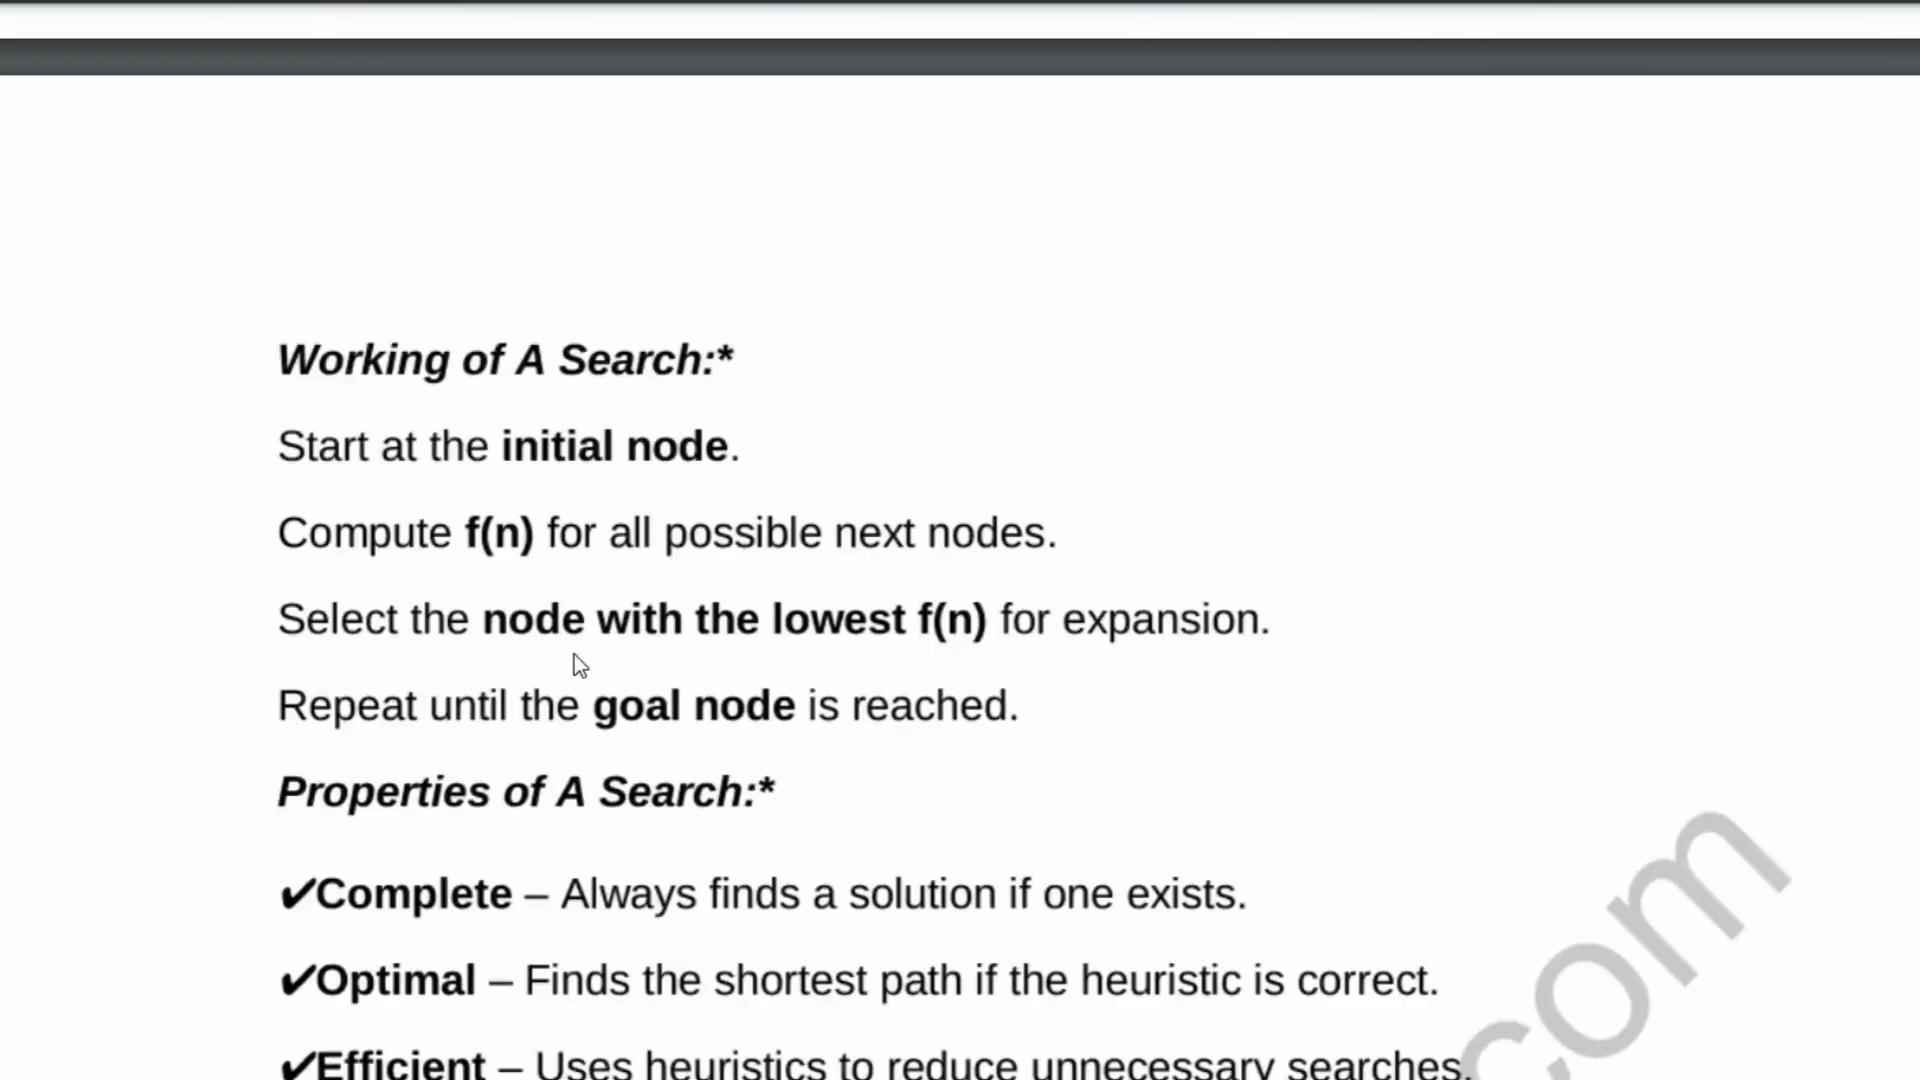 Working of A Search:*
Start at the initial node.
Compute f(n) for all possible next nodes.
Select the node with the lowest f(n) for expansion.
Repeat until the goal node is reached.
Properties of A Search:*
✔Complete – Always finds a solution if one exists.
✔Optimal – Finds the shortest path if the heuristic is correct.
✔Efficient – Uses heuristics to reduce unnecessary searches.
com